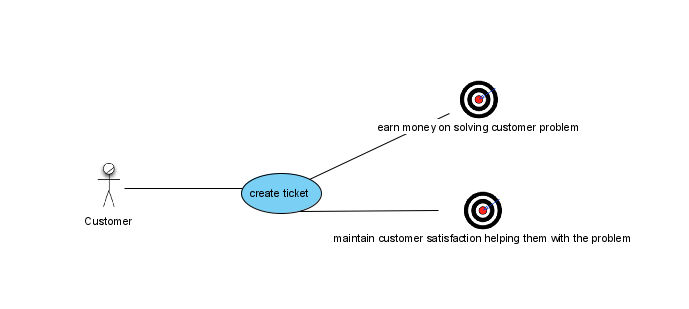 earn money on solving customer problem
create ticket
Customer
maintain customer satisfaction helping them with the problem